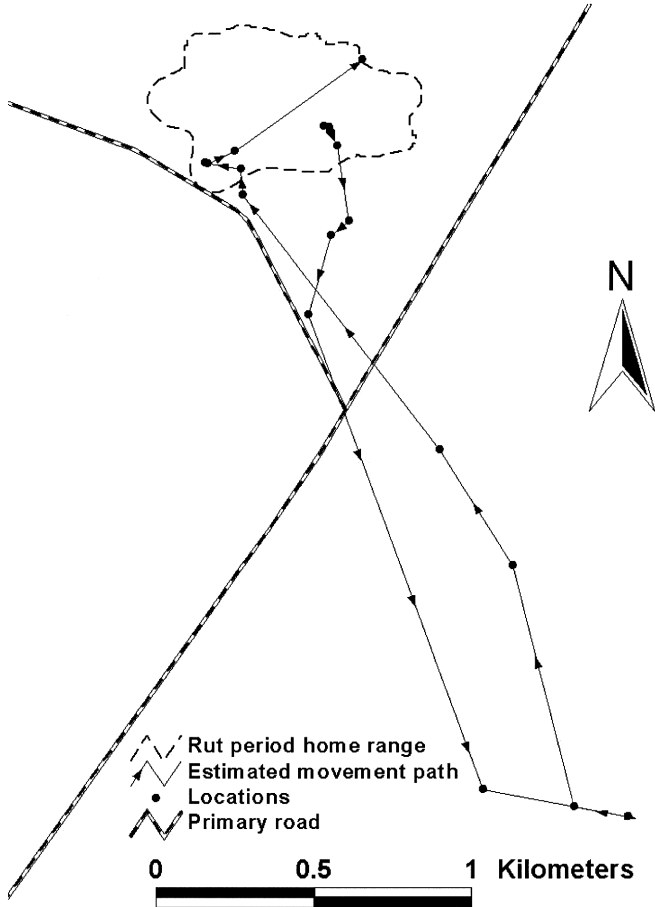 N
Rut period home range
Estimated movement path
Locations
Primary road
0 0.5 1 Kilometers